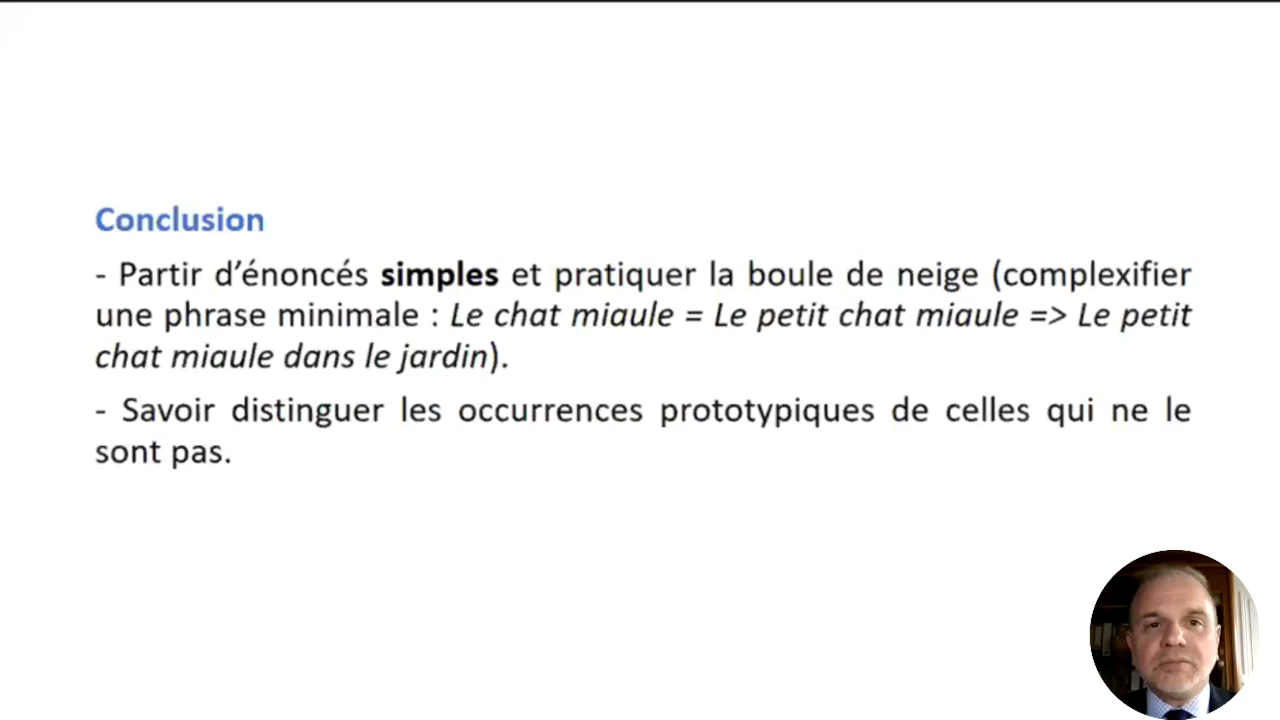 Conclusion
- Partir d’énoncés simples et pratiquer la boule de neige (complexifier
une phrase minimale : Le chat miaule = Le petit chat miaule => Le petit
chat miaule dans le jardin).
- Savoir distinguer les occurrences prototypiques de celles qui ne le
sont pas.